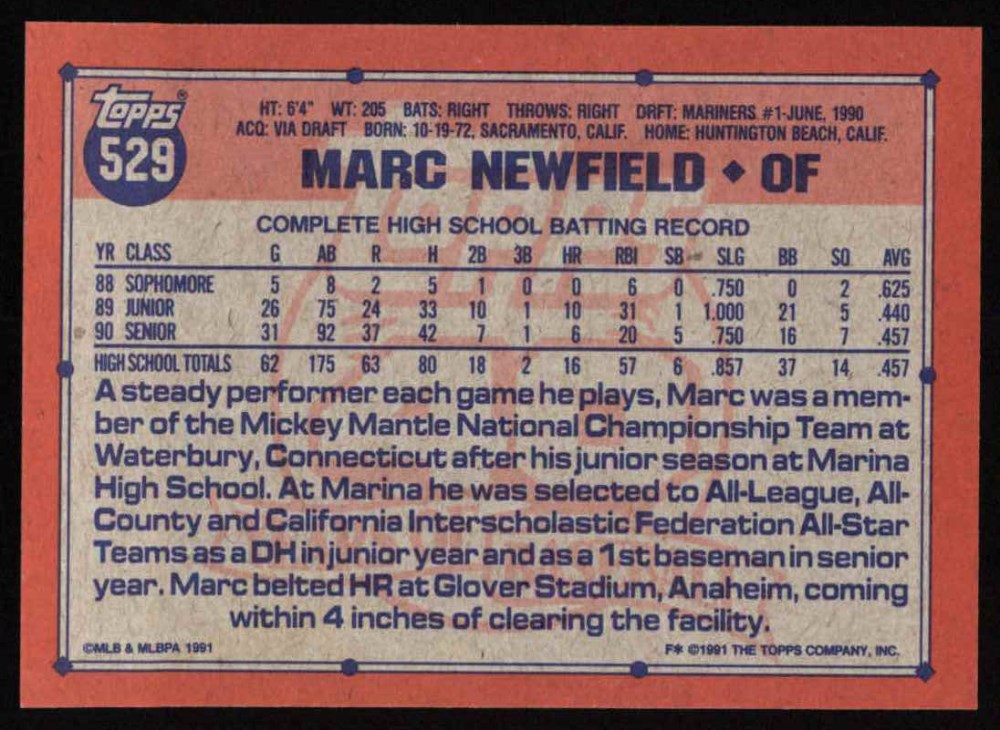 topps®
529
HT: 6'4" WT: 205 BATS: RIGHT THROWS: RIGHT DRFT: MARINERS #1-JUNE, 1990
ACQ: VIA DRAFT BORN: 10-19-72, SACRAMENTO, CALIF. HOME: HUNTINGTON BEACH, CALIF.
MARC NEWFIELD ◆ OF
COMPLETE HIGH SCHOOL BATTING RECORD
YR CLASS G AB R H 2B 3B HR RBI SB SLG BB SO AVG
88 SOPHOMORE 5 8 2 5 1 0 0 6 0 .750 0 2 .625
89 JUNIOR 26 75 24 33 10 1 10 31 1 1.000 21 5 .440
90 SENIOR 31 92 37 42 7 1 6 20 5 .750 16 7 .457
HIGH SCHOOL TOTALS 62 175 63 80 18 2 16 57 6 .857 37 14 .457
A steady performer each game he plays, Marc was a mem-
ber of the Mickey Mantle National Championship Team at
Waterbury, Connecticut after his junior season at Marina
High School. At Marina he was selected to All-League, All-
County and California Interscholastic Federation All-Star
Teams as a DH in junior year and as a 1st baseman in senior
year. Marc belted HR at Glover Stadium, Anaheim, coming
within 4 inches of clearing the facility.
©MLB & MLBPA 1991
F* ©1991 THE TOPPS COMPANY, INC.